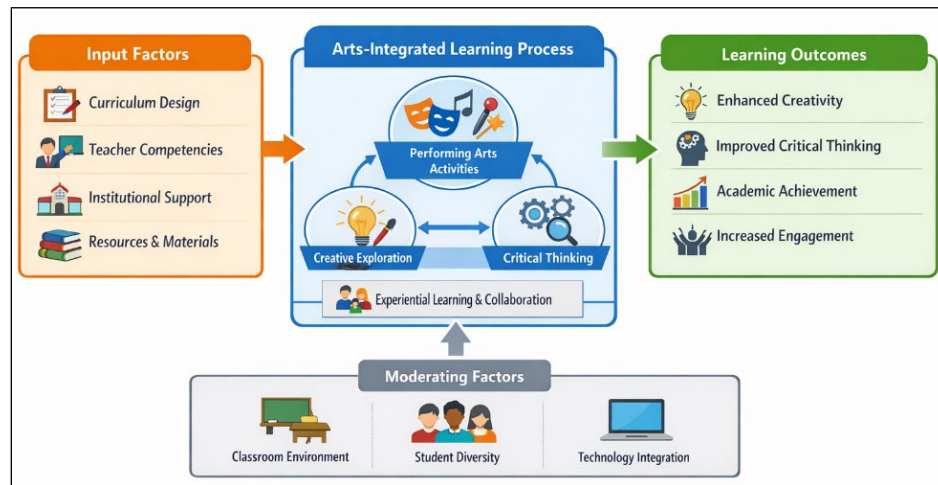 Input Factors
Curriculum Design
Teacher Competencies
Institutional Support
Resources & Materials
Arts-Integrated Learning Process
Performing Arts
Activities
Creative Exploration
Critical Thinking
Experiential Learning & Collaboration
Learning Outcomes
Enhanced Creativity
Improved Critical Thinking
Academic Achievement
Increased Engagement
Moderating Factors
Classroom Environment
Student Diversity
Technology Integration